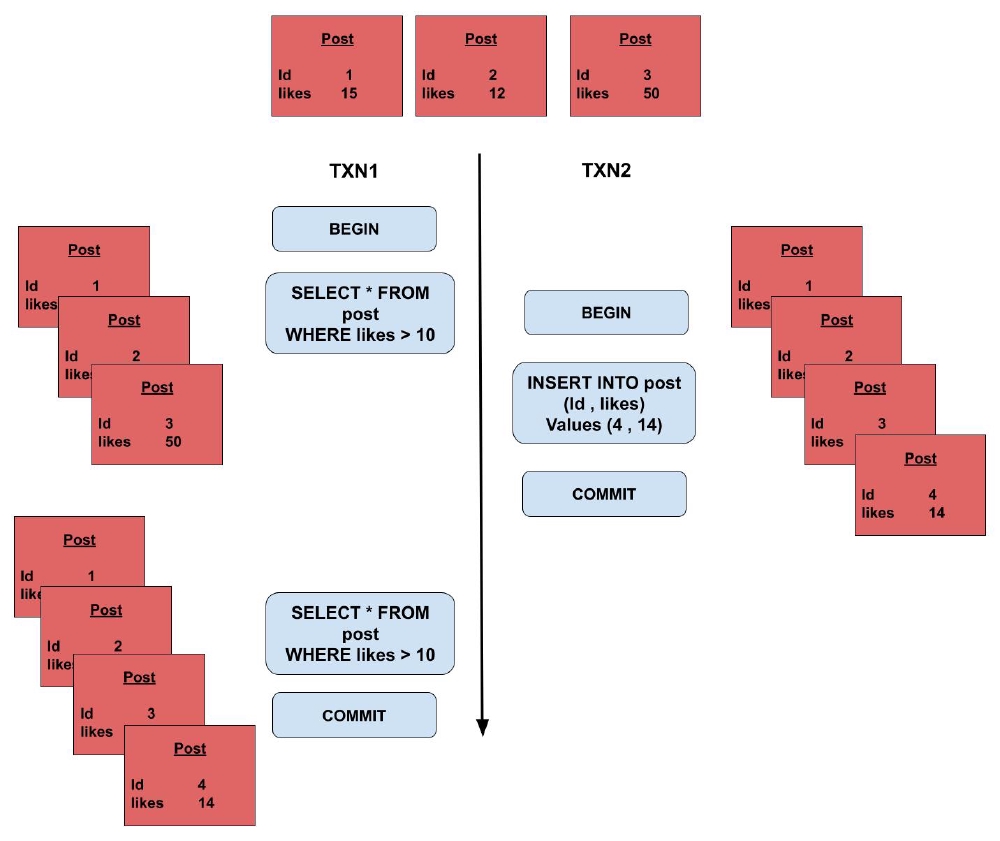 Post
Id 1
likes 15
Post
Id 2
likes 12
Post
Id 3
likes 50
TXN1
TXN2
BEGIN
SELECT * FROM
post
WHERE likes > 10
BEGIN
INSERT INTO post
(Id , likes)
Values (4 , 14)
COMMIT
SELECT * FROM
post
WHERE likes > 10
COMMIT
Post
Id 1
likes
Post
Id 2
Post
Id 3
likes 50
Post
Id 1
likes
Post
Id 2
Post
Id 3
likes
Post
Id 4
likes 14
Post
Id 1
Post
Id 2
Post
Id 3
likes
Post
Id 4
likes 14